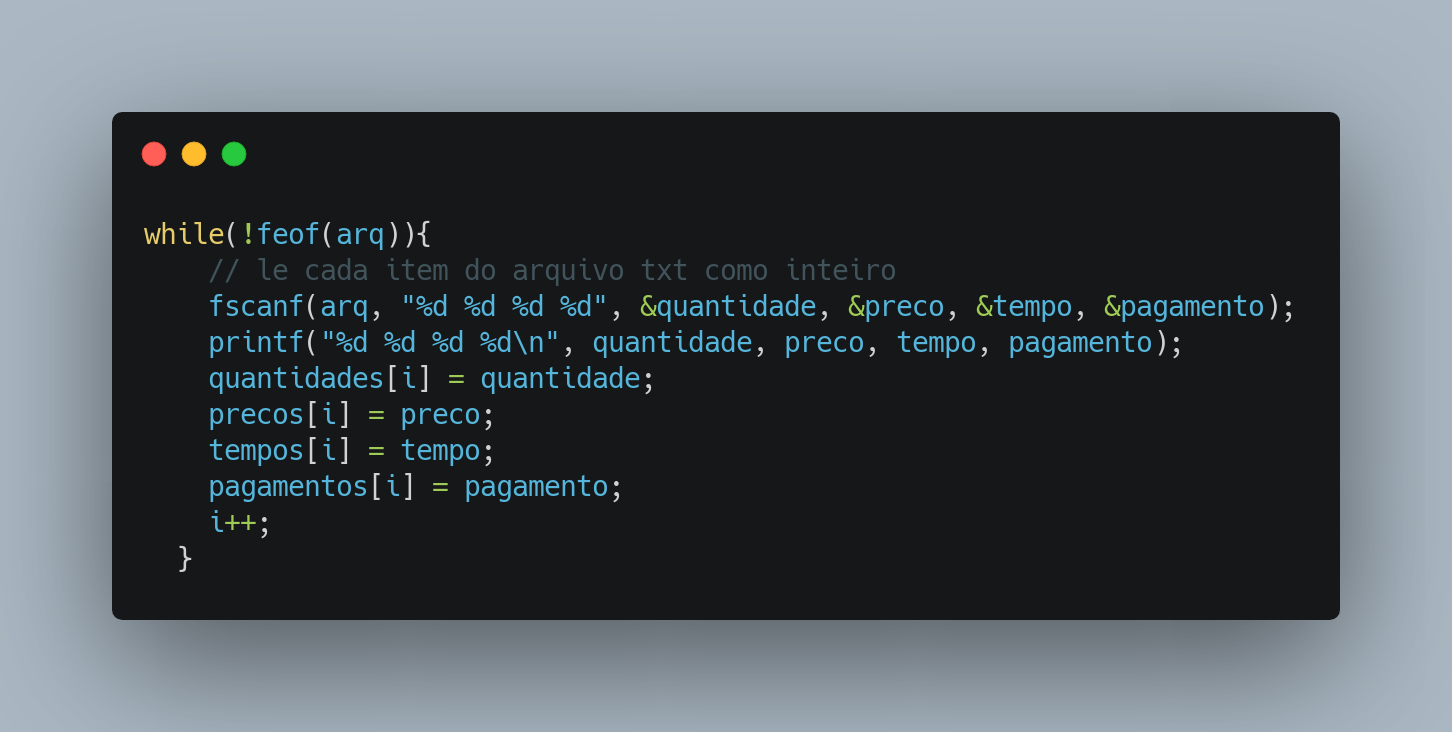 while(!feof(arq)){
    // le cada item do arquivo txt como inteiro
    fscanf(arq, "%d %d %d %d", &quantidade, &preco, &tempo, &pagamento);
    printf("%d %d %d %d\n", quantidade, preco, tempo, pagamento);
    quantidades[i] = quantidade;
    precos[i] = preco;
    tempos[i] = tempo;
    pagamentos[i] = pagamento;
    i++;
  }